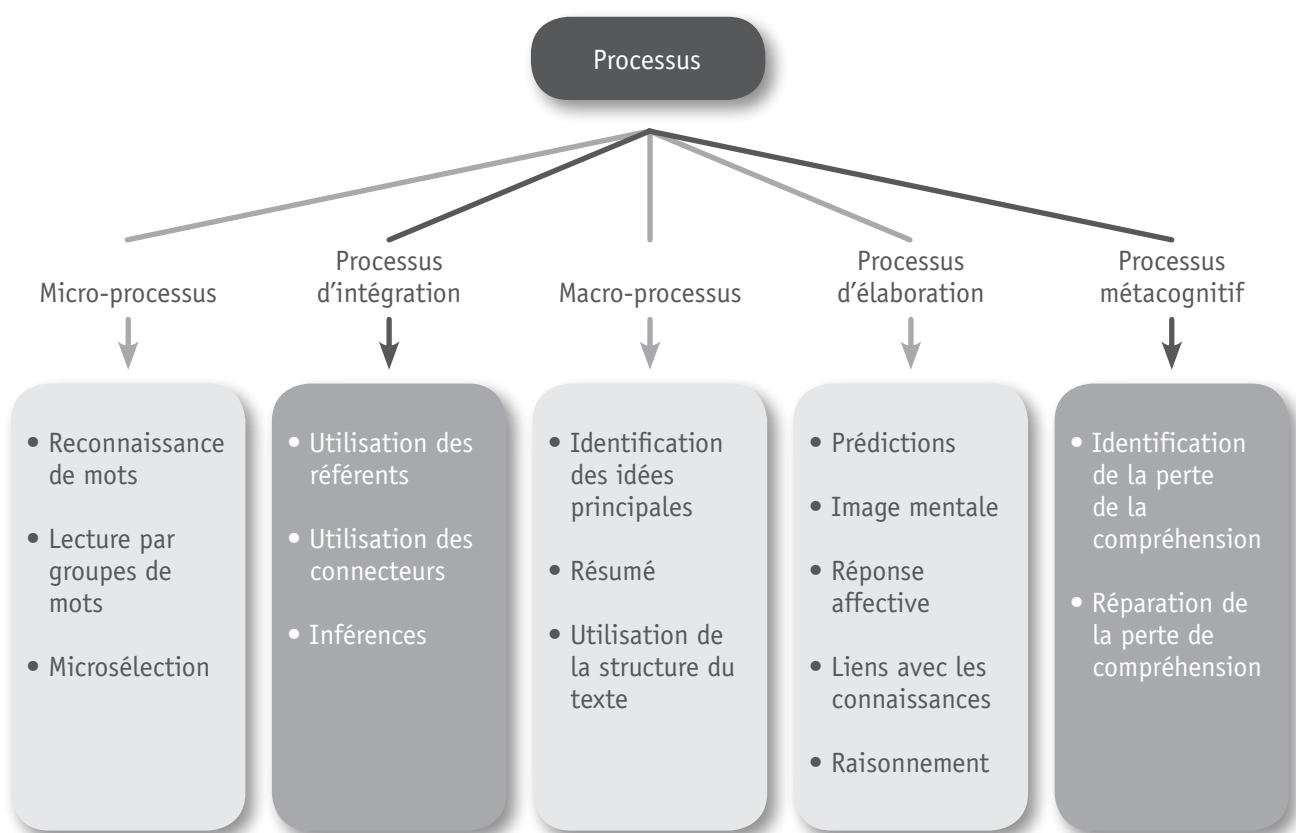 Processus
Micro-processus
Processus
d'intégration
Macro-processus
Processus
d'élaboration
Processus
métacognitif
• Reconnaissance
de mots
• Lecture par
groupes de
mots
• Microsélection
• Utilisation des
référents
• Utilisation des
connecteurs
• Inférences
• Identification
des idées
principales
• Résumé
• Utilisation de
la structure du
texte
• Prédictions
• Image mentale
• Réponse
affective
• Liens avec les
connaissances
• Raisonnement
• Identification
de la perte
de la
compréhension
• Réparation de
la perte de
compréhension